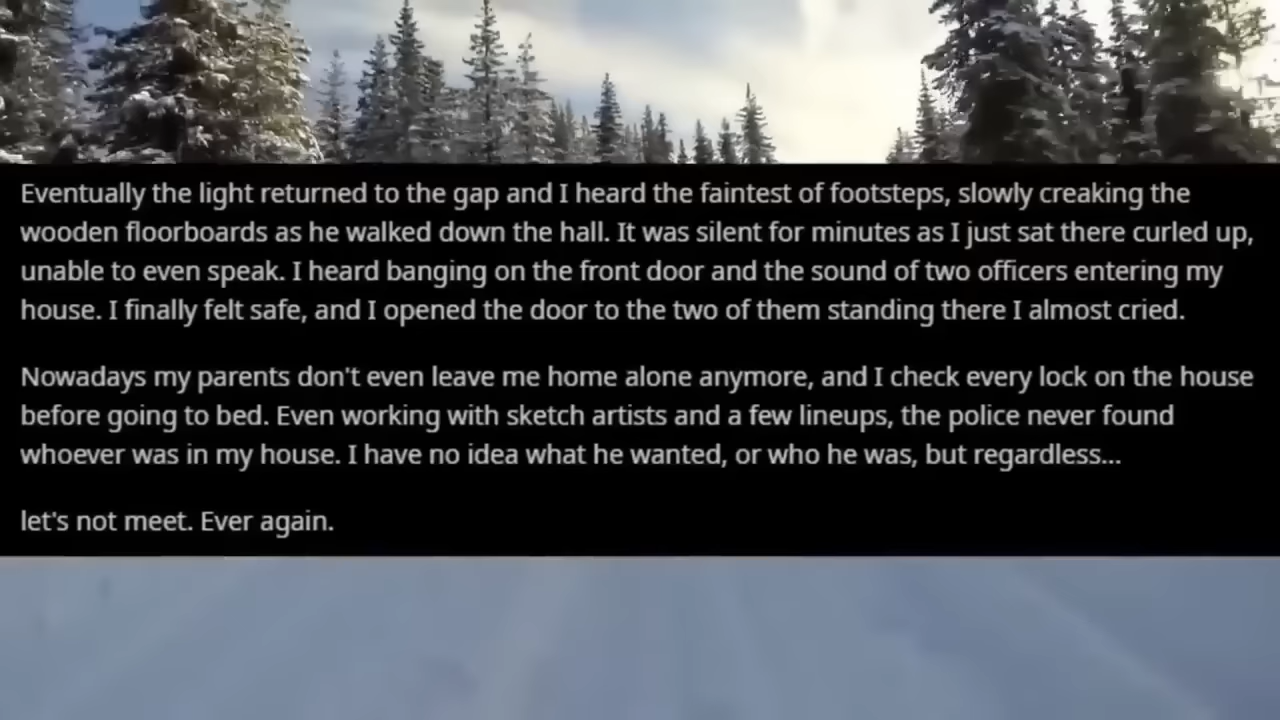 Eventually the light returned to the gap and I heard the faintest of footsteps, slowly creaking the
wooden floorboards as he walked down the hall. It was silent for minutes as I just sat there curled up,
unable to even speak. I heard banging on the front door and the sound of two officers entering my
house. I finally felt safe, and I opened the door to the two of them standing there I almost cried.
Nowadays my parents don't even leave me home alone anymore, and I check every lock on the house
before going to bed. Even working with sketch artists and a few lineups, the police never found
whoever was in my house. I have no idea what he wanted, or who he was, but regardless...
let's not meet. Ever again.